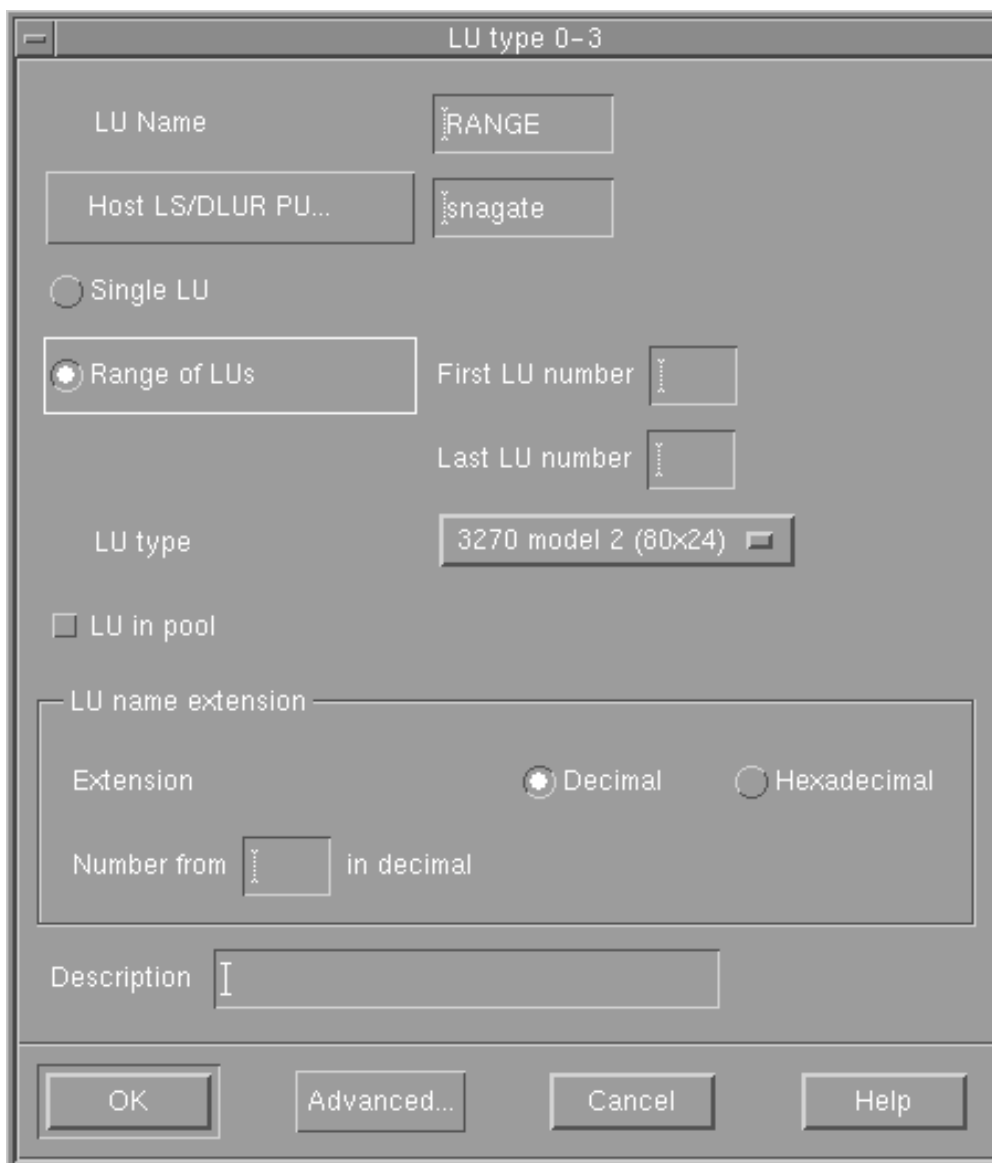 LU type 0-3
LU Name RANGE
Host LS/DLUR PU... snagate
Single LU
Range of LUs First LU number
Last LU number
LU type 3270 model 2 (80x24)
LU in pool
LU name extension
Extension Decimal Hexadecimal
Number from in decimal
Description
OK Advanced... Cancel Help